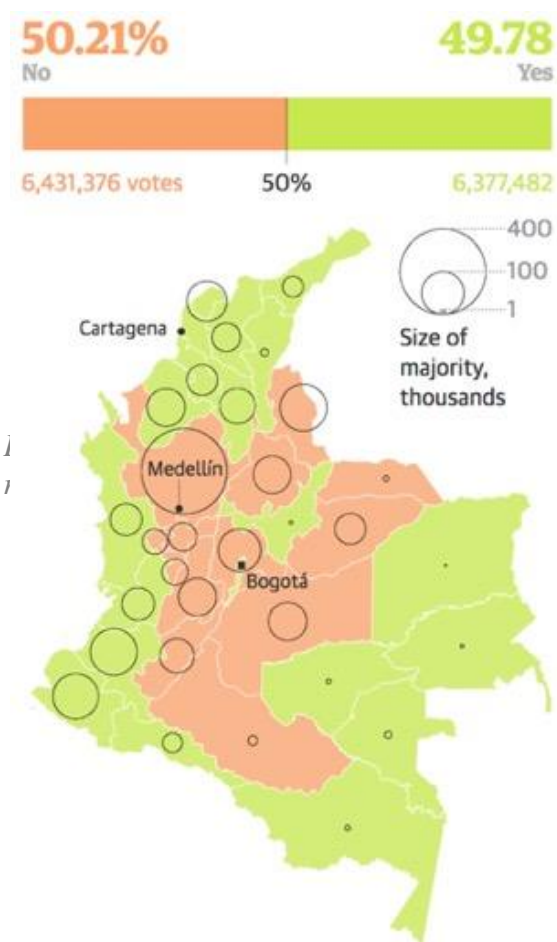 50.21%
No
49.78
Yes
6,431,376 votes
50%
6,377,482
400
100
1
Size of
majority,
thousands
Cartagena
Medellín
Bogotá